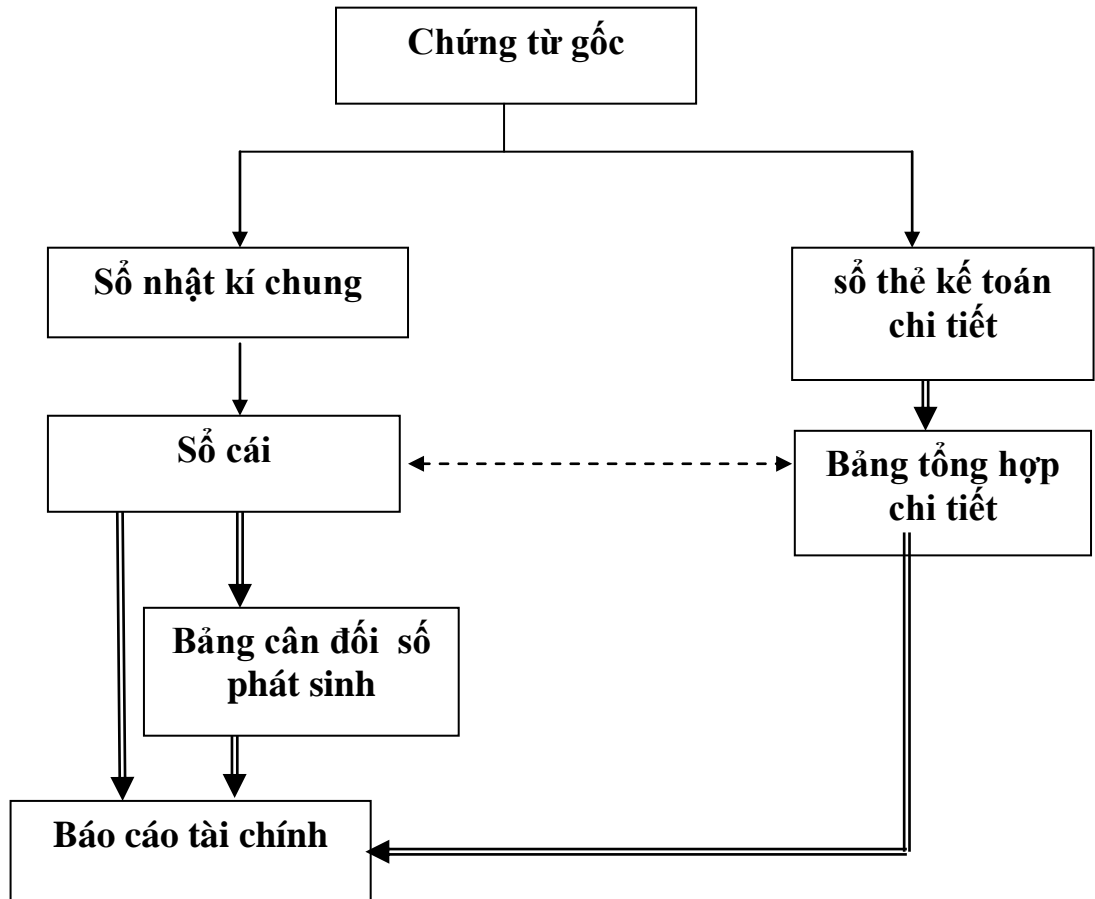 Chứng từ gốc
Sổ nhật kí chung
sổ thẻ kế toán
chi tiết
Sổ cái
Bảng tổng hợp
chi tiết
Bảng cân đối số
phát sinh
Báo cáo tài chính